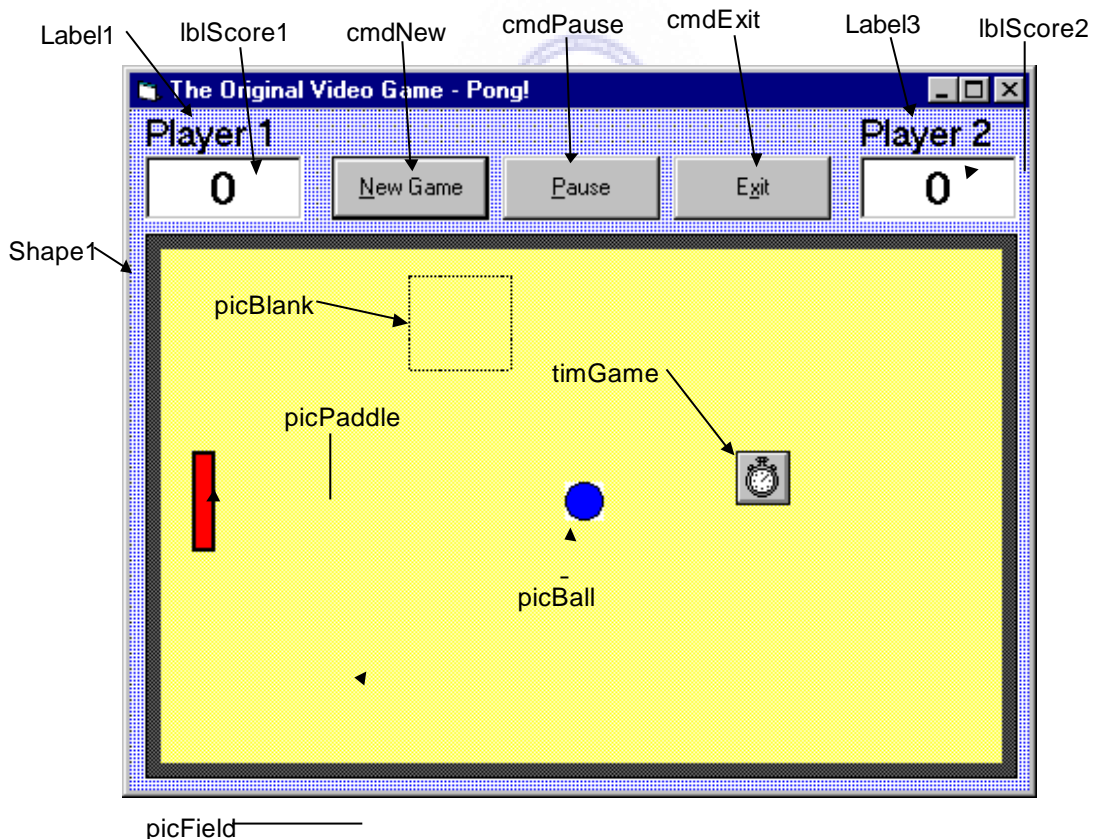 Label1 lblScore1 cmdNew cmdPause cmdExit Label3 lblScore2
The Original Video Game - Pong!
Player 1 Player 2
0 New Game Pause Exit 0
Shape1
picBlank
timGame
picPaddle
picBall
picField